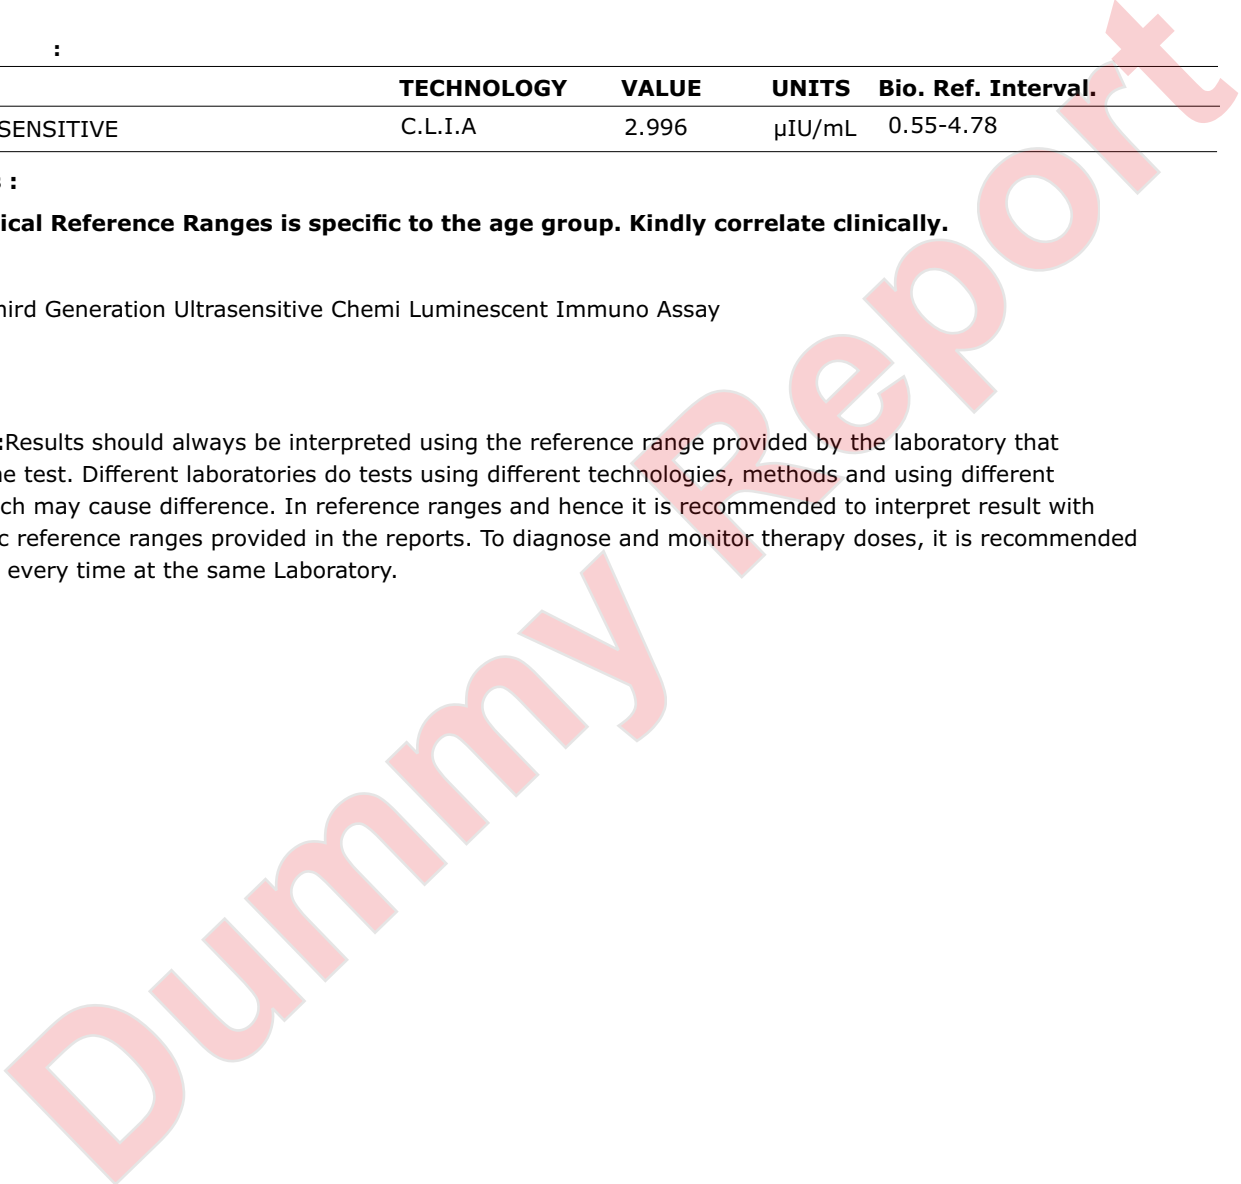 :
TECHNOLOGY VALUE UNITS Bio. Ref. Interval.
SENSITIVE C.L.I.A 2.996 µIU/mL 0.55-4.78
:
ical Reference Ranges is specific to the age group. Kindly correlate clinically.
hird Generation Ultrasensitive Chemi Luminescent Immuno Assay
:Results should always be interpreted using the reference range provided by the laboratory that
he test. Different laboratories do tests using different technologies, methods and using different
ch may cause difference. In reference ranges and hence it is recommended to interpret result with
c reference ranges provided in the reports. To diagnose and monitor therapy doses, it is recommended
every time at the same Laboratory.
Dummy Report